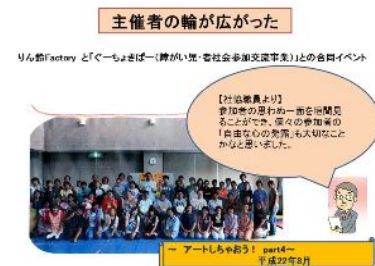 主催者の輪が広がった
りん鈴Factory と「ぐーちょきぱー(障がい児・者社会参加交流事業)」との合同イベント
【社協職員より】
参加者の思わぬ一面を垣間見
ることができ、個々の参加者の
「自由な心の発露」も大切なこと
かなと思いました。
～ アートしちゃおう! part4～
平成22年8月